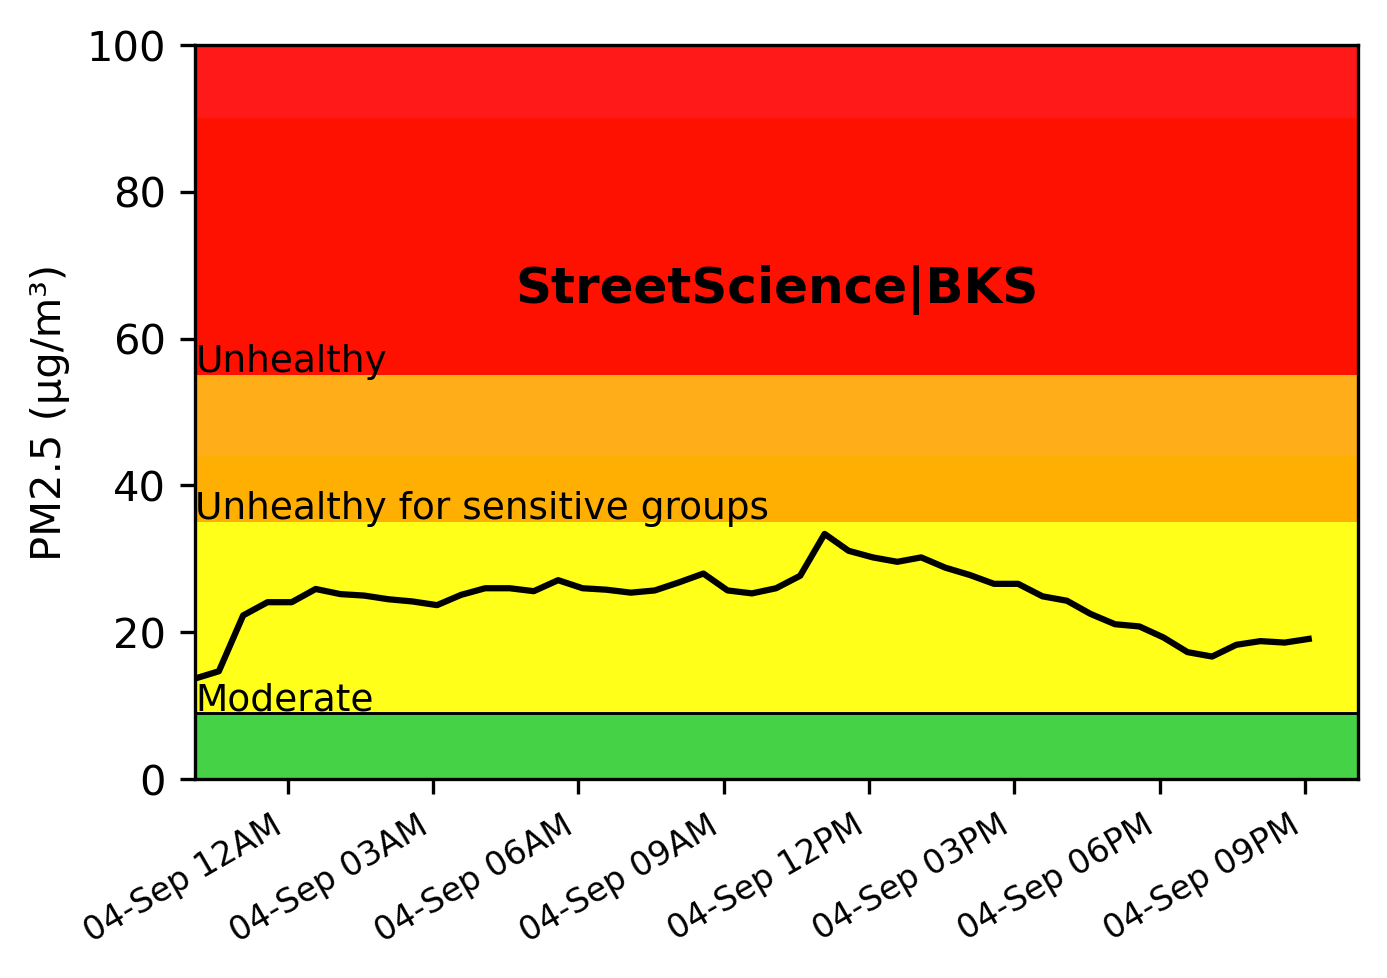 100
80
60
40
20
0
PM2.5 (µg/m³)
StreetScience|BKS
Unhealthy
Unhealthy for sensitive groups
Moderate
04-Sep 12AM
04-Sep 03AM
04-Sep 06AM
04-Sep 09AM
04-Sep 12PM
04-Sep 03PM
04-Sep 06PM
04-Sep 09PM